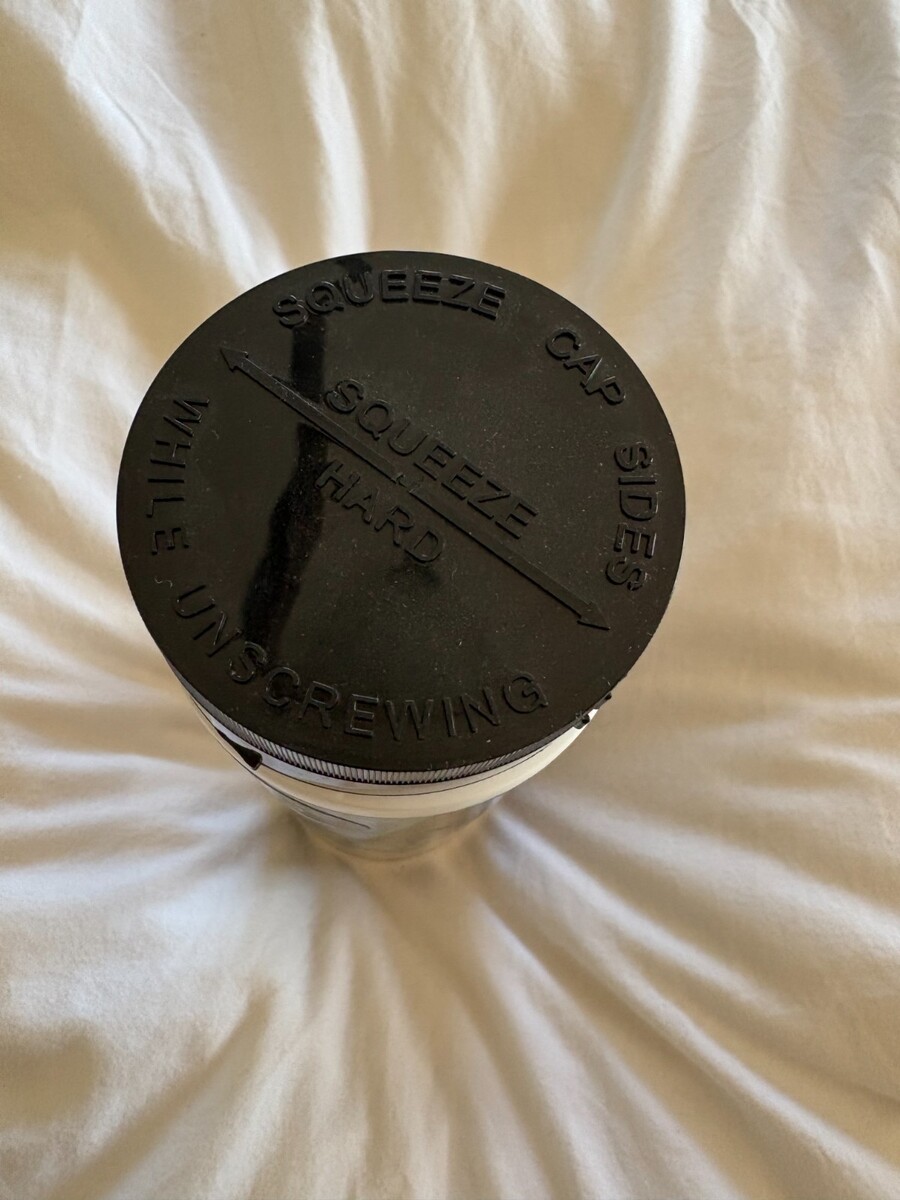 SQUEEZE CAP SIDES
WHILE UNSCREWING
SQUEEZE
HARD